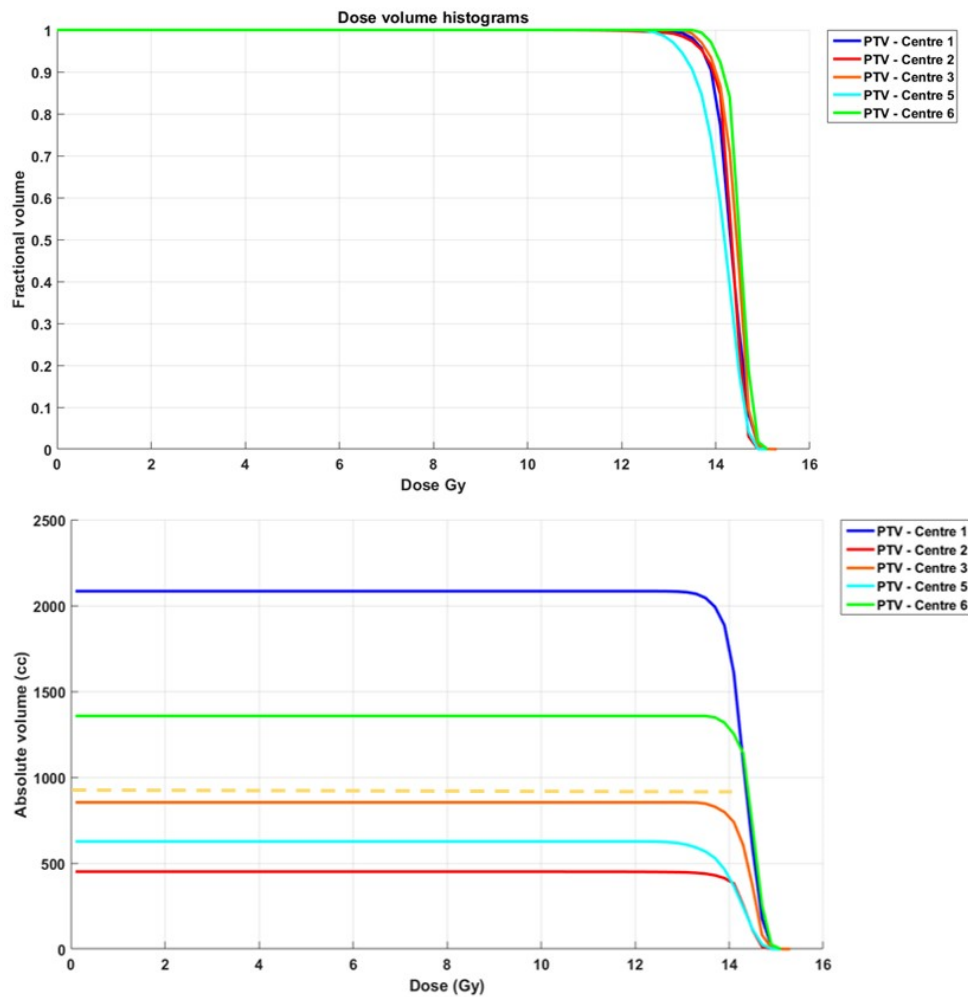 Dose volume histograms
1
0.9
0.8
0.7
0.6
0.5
0.4
0.3
0.2
0.1
0
Fractional volume
0 2 4 6 8 10 12 14 16
Dose Gy
PTV - Centre 1
PTV - Centre 2
PTV - Centre 3
PTV - Centre 5
PTV - Centre 6
2500
2000
1500
1000
500
0
Absolute volume (cc)
0 2 4 6 8 10 12 14 16
Dose (Gy)
PTV - Centre 1
PTV - Centre 2
PTV - Centre 3
PTV - Centre 5
PTV - Centre 6